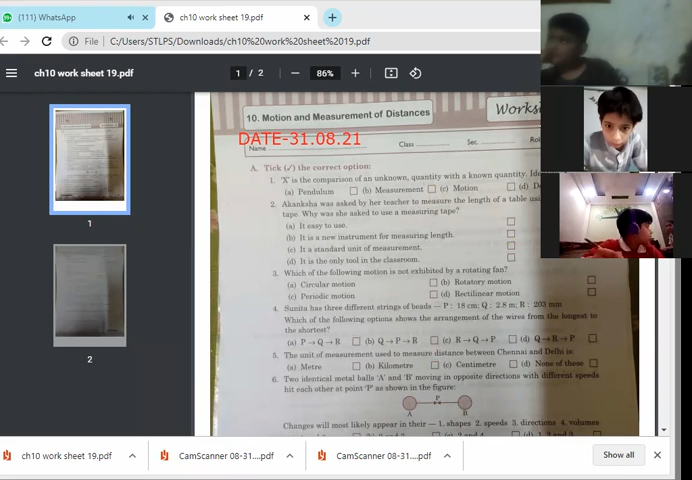 (111) WhatsApp
ch10 work sheet 19.pdf
File C:/Users/STLPS/Downloads/ch10%20work%20sheet%2019.pdf
ch10 work sheet 19.pdf
1 / 2
86%
10. Motion and Measurement of Distances
DATE-31.08.21
Name
Class
Sec.
A. Tick (✓) the correct option:
1. 'X' is the comparison of an unknown, quantity with a known quantity.
(a) Pendulum (b) Measurement (c) Motion (d)
2. Akanksha was asked by her teacher to measure the length of a table
tape. Why was she asked to use a measuring tape?
(a) It easy to use.
(b) It is a new instrument for measuring length.
(c) It a standard unit of measurement.
(d) It is the only tool in the classroom.
3. Which of the following motion is not exhibited by a rotating fan?
(a) Circular motion (b) Rotatory motion
(c) Periodic motion (d) Rectilinear motion
4. Sunita has three different strings of beads — P : 18 cm; Q : 2.8 m; R : 203 mm
Which of the following options shows the arrangement of the wires from the longest to
the shortest?
(a) P → Q → R (b) Q → P → R (c) R → Q → P (d) Q → R → P
5. The unit of measurement used to measure distance between Chennai and Delhi is:
(a) Metre (b) Kilometre (c) Centimetre (d) None of these
6. Two identical metal balls 'A' and 'B' moving in opposite directions with different speeds
hit each other at point 'P' as shown in the figure:
P
A B
Changes will most likely appear in their — 1. shapes 2. speeds 3. directions 4. volumes
1
2
ch10 work sheet 19.pdf
CamScanner 08-31....pdf
CamScanner 08-31....pdf
Show all